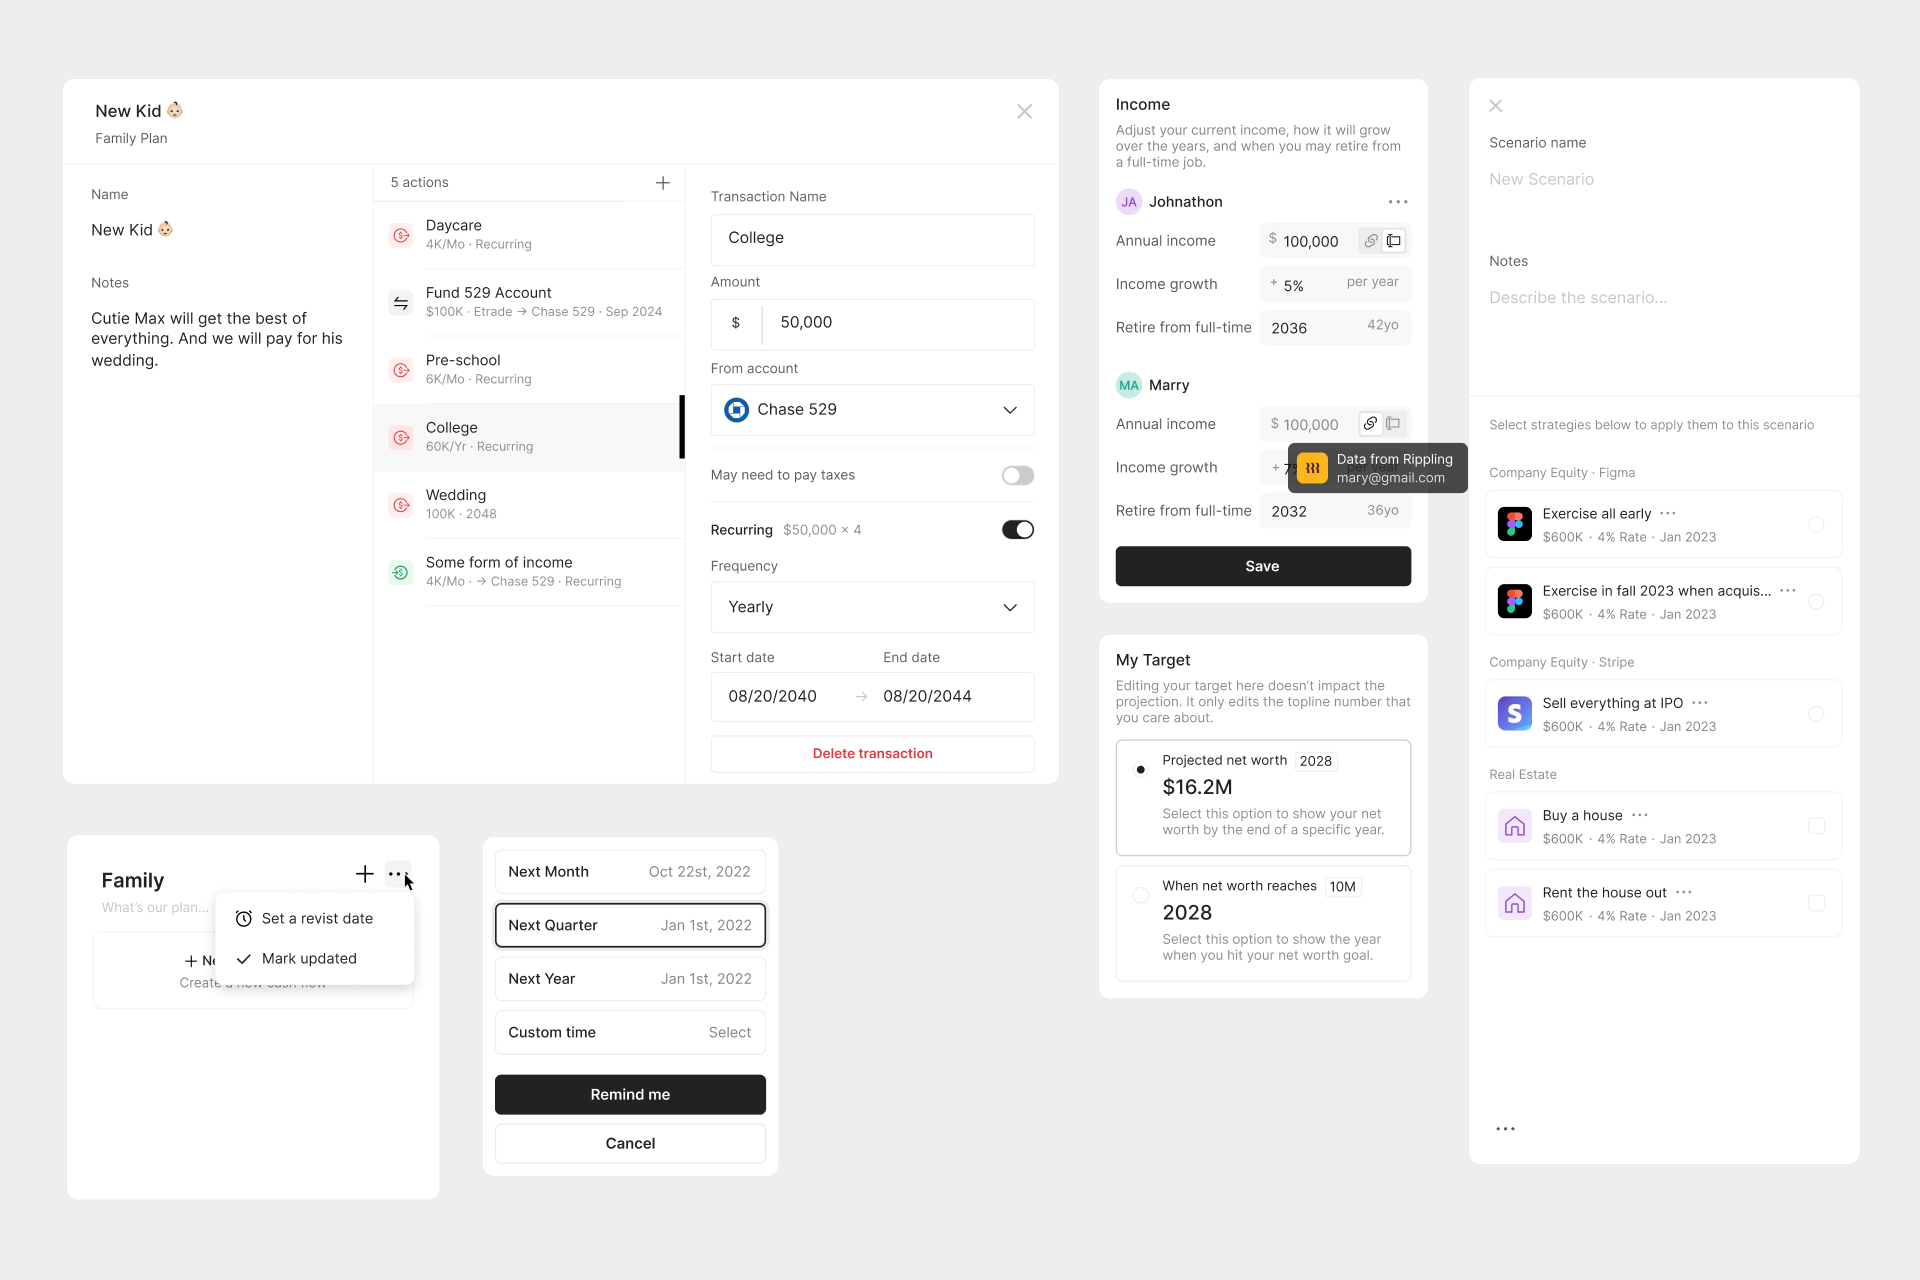 New Kid 👶🏻
Family Plan
Name
New Kid 👶🏻
Notes
Cutie Max will get the best of
everything. And we will pay for his
wedding.
5 actions
Daycare
4K/Mo · Recurring
Fund 529 Account
$100K · Etrade → Chase 529 · Sep 2024
Pre-school
6K/Mo · Recurring
College
60K/Yr · Recurring
Wedding
100K · 2048
Some form of income
4K/Mo · → Chase 529 · Recurring
Transaction Name
College
Amount
$ 50,000
From account
Chase 529
May need to pay taxes
Recurring $50,000 × 4
Frequency
Yearly
Start date End date
08/20/2040 → 08/20/2044
Delete transaction
Income
Adjust your current income, how it will grow
over the years, and when you may retire from
a full-time job.
JA Johnathon
Annual income $ 100,000
Income growth + 5% per year
Retire from full-time 2036 42yo
MA Marry
Annual income $ 100,000
Income growth + 7% per year
Data from Rippling
mary@gmail.com
Retire from full-time 2032 36yo
Save
My Target
Editing your target here doesn’t impact the
projection. It only edits the topline number that
you care about.
Projected net worth 2028
$16.2M
Select this option to show your net
worth by the end of a specific year.
When net worth reaches 10M
2028
Select this option to show the year
when you hit your net worth goal.
Scenario name
New Scenario
Notes
Describe the scenario...
Select strategies below to apply them to this scenario
Company Equity · Figma
Exercise all early
$600K · 4% Rate · Jan 2023
Exercise in fall 2023 when acquis...
$600K · 4% Rate · Jan 2023
Company Equity · Stripe
S
Sell everything at IPO
$600K · 4% Rate · Jan 2023
Real Estate
Buy a house
$600K · 4% Rate · Jan 2023
Rent the house out
$600K · 4% Rate · Jan 2023
Family
What’s our plan...
Set a revist date
Mark updated
+ Ne
Create a new cash flow
Next Month Oct 22st, 2022
Next Quarter Jan 1st, 2022
Next Year Jan 1st, 2022
Custom time Select
Remind me
Cancel